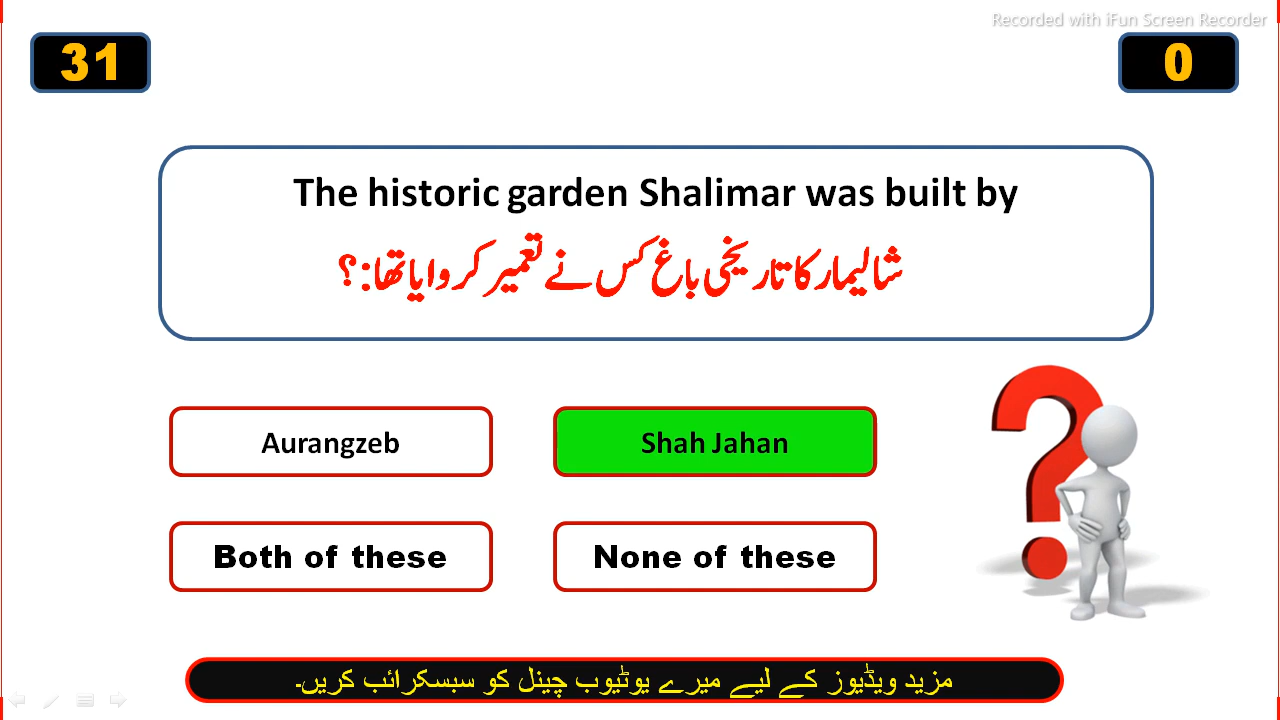 Recorded with iFun Screen Recorder
31
0
The historic garden Shalimar was built by
شالیمار کا تاریخی باغ کس نے تعمیر کروایا تھا:؟
Aurangzeb
Shah Jahan
Both of these
None of these
مزید ویڈیوز کے لیے میرے یوٹیوب چینل کو سبسکرائب کریں۔